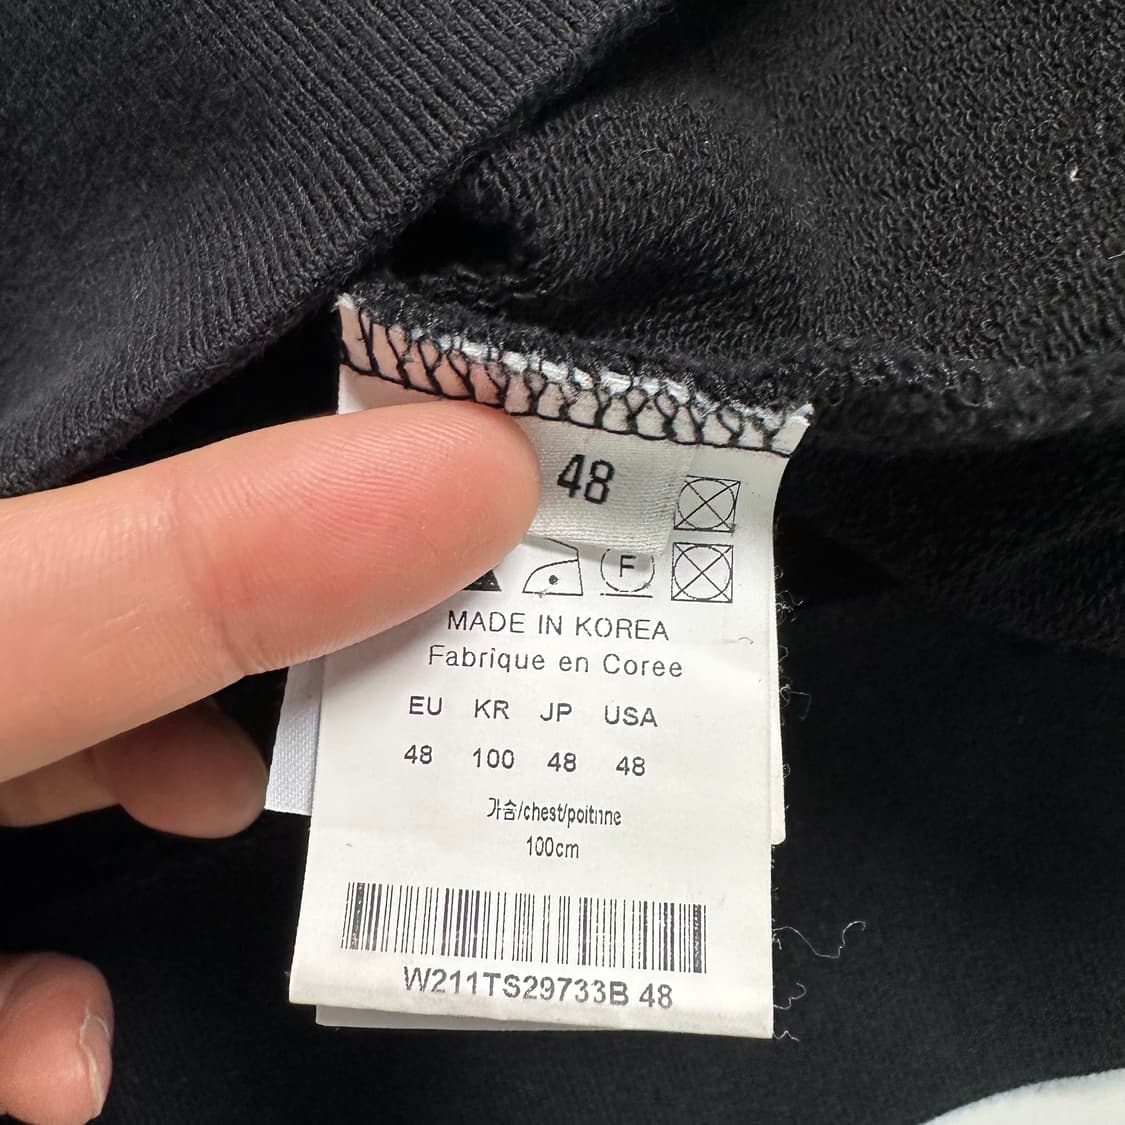 48
F
MADE IN KOREA
Fabrique en Coree
EU KR JP USA
48 100 48 48
가슴/chest/poitrine
100cm
W211TS29733B 48